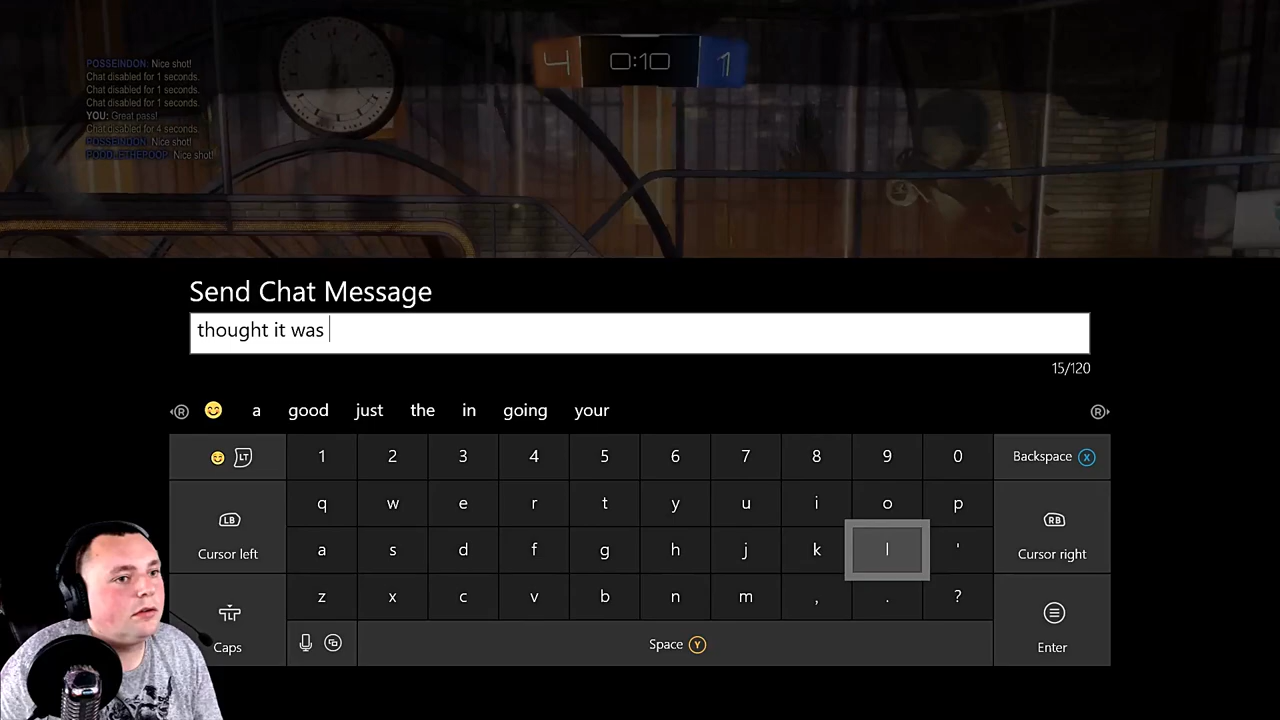 POSSEINDON: Nice shot!
Chat disabled for 1 seconds.
Chat disabled for 1 seconds.
Chat disabled for 1 seconds.
YOU: Great pass!
Chat disabled for 4 seconds.
POSSEINDON: Nice shot!
POODLETHEPOOP: Nice shot!
4 0:10 1
Send Chat Message
thought it was
15/120
R a good just the in going your R
LT 1 2 3 4 5 6 7 8 9 0 Backspace X
q w e r t y u i o p
LB RB
Cursor left a s d f g h j k l ' Cursor right
z x c v b n m , . ?
Caps Space Y Enter